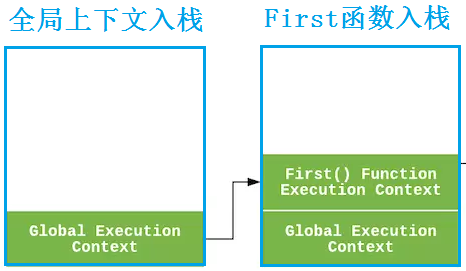 全局上下文入栈
First函数入栈
Global Execution
Context
First() Function
Execution Context
Global Execution
Context